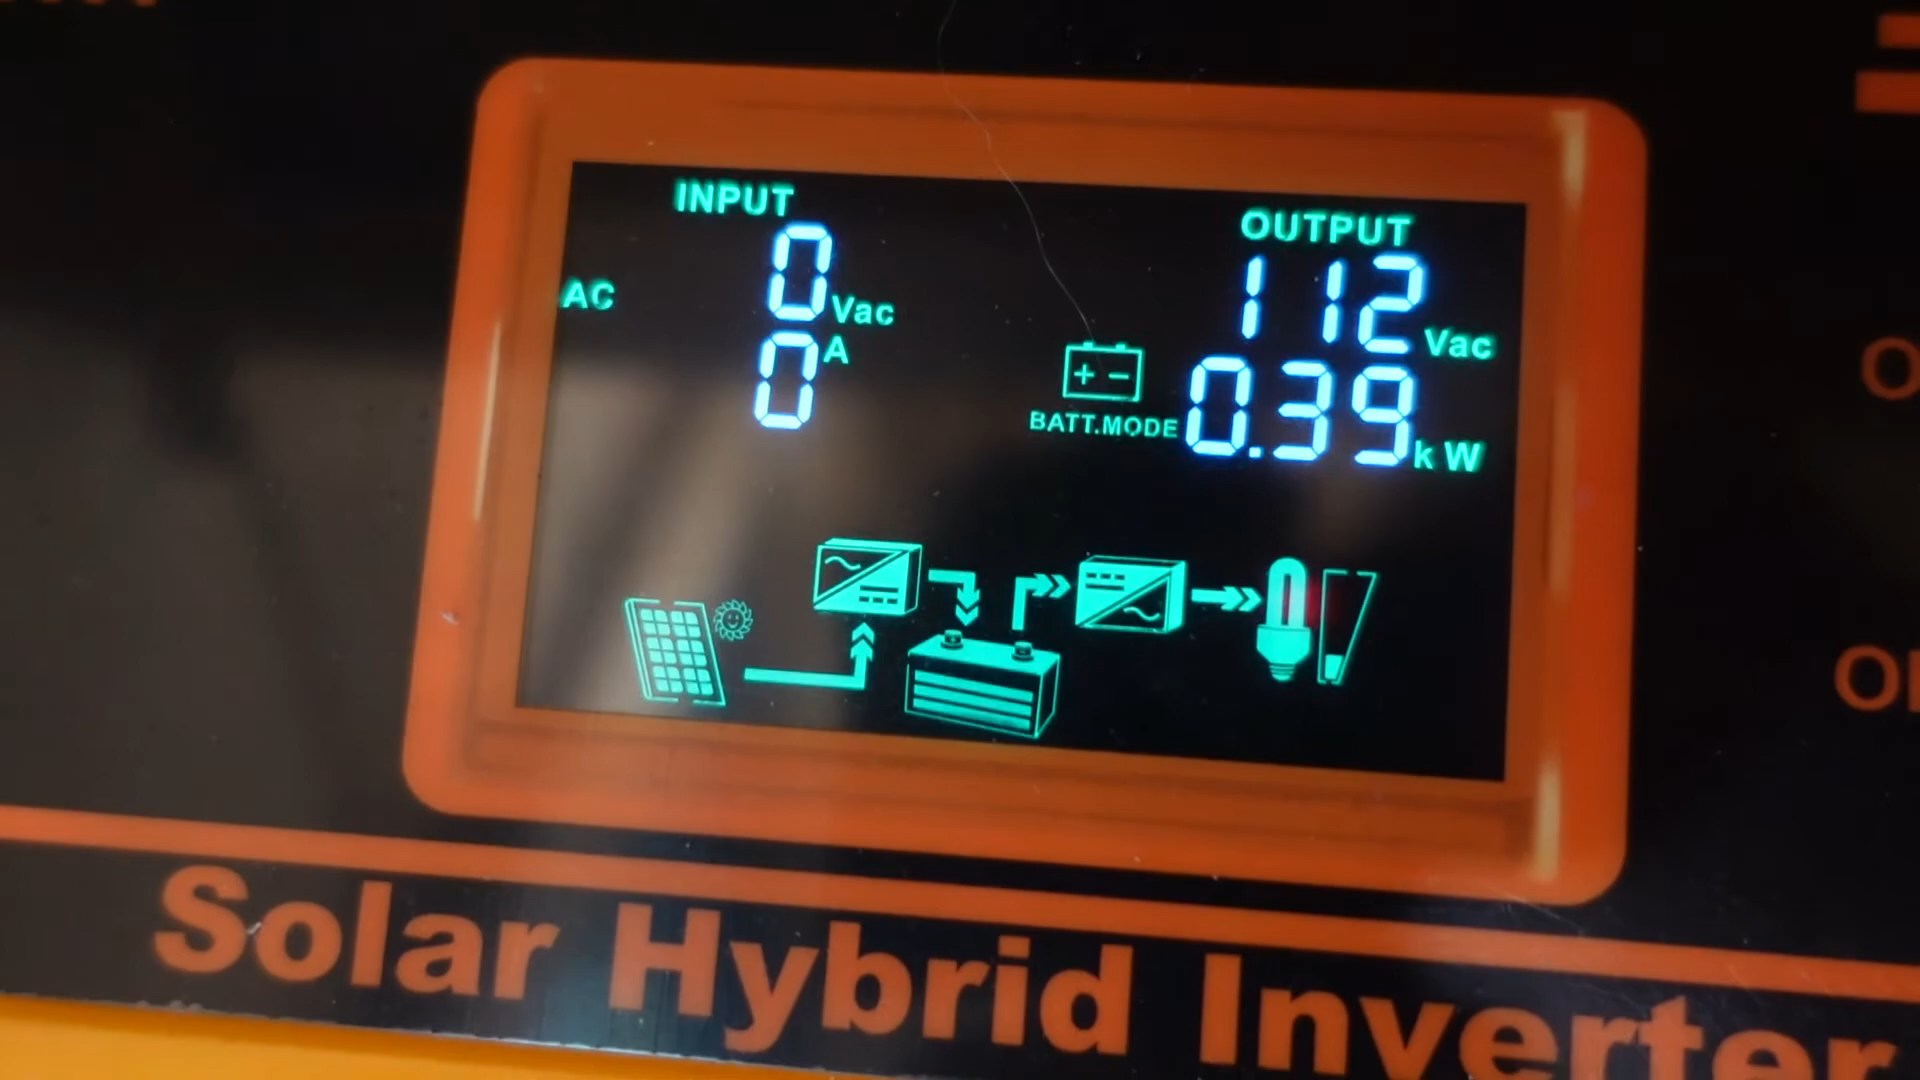 INPUT
OUTPUT
AC 0 Vac
112 Vac
0 A
+ -
BATT.MODE 0.39 kW
Solar Hybrid Inverter